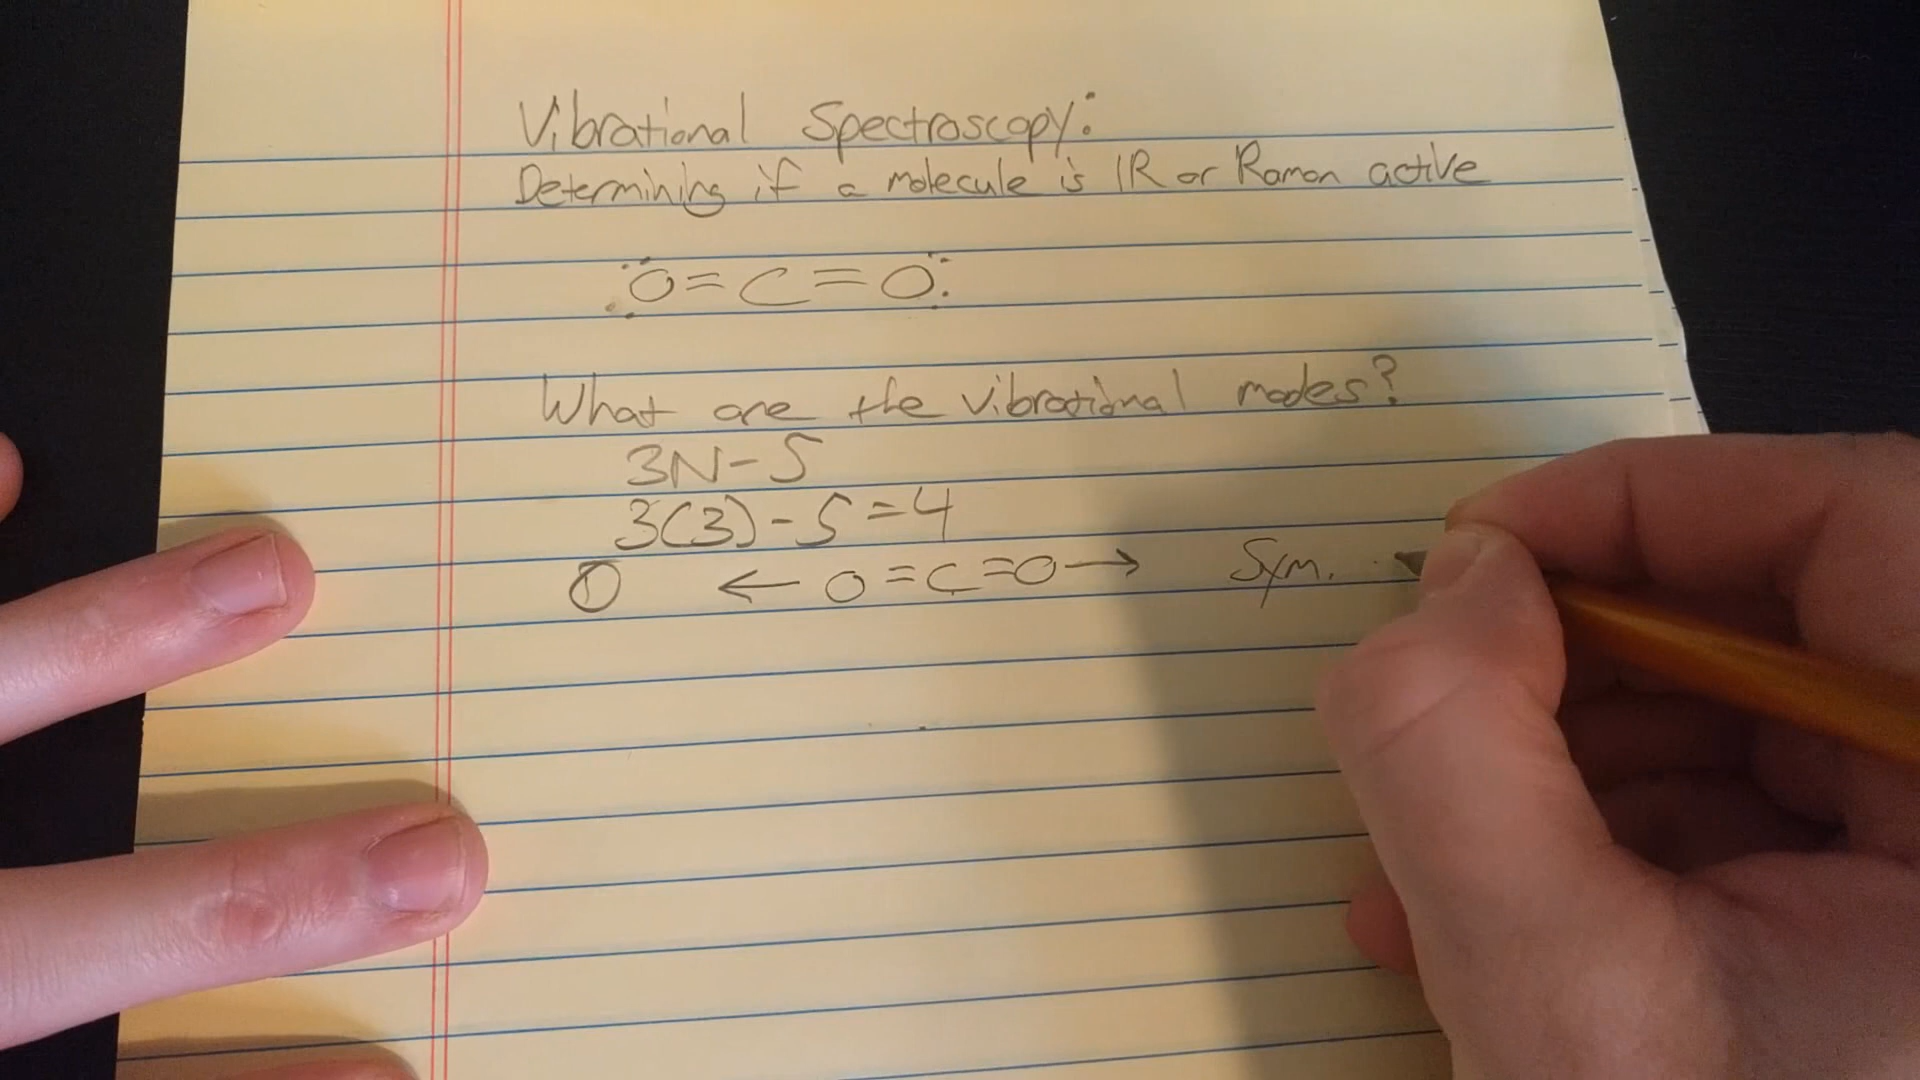 Vibrational Spectroscopy:
Determining if a molecule is IR or Raman active
:Ö=C=Ö:
What are the vibrational modes?
3N-5
3(3)-5=4
① ← O=C=O → Sym.